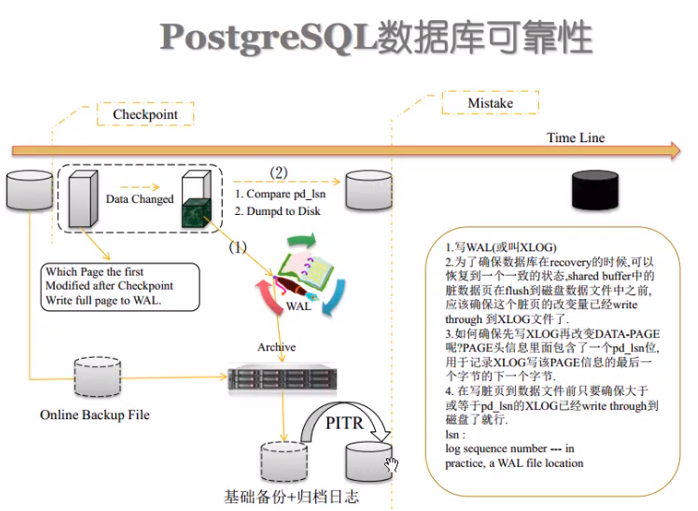 PostgreSQL数据库可靠性
Checkpoint
Mistake
Time Line
Data Changed
(2)
1. Compare pd_lsn
2. Dumpd to Disk
(1)
Which Page the first
Modified after Checkpoint
Write full page to WAL.
WAL
Archive
Online Backup File
PITR
基础备份+归档日志
1.写WAL(或叫XLOG)
2.为了确保数据库在recovery的时候,可以
恢复到一个一致的状态,shared buffer中的
脏数据页在flush到磁盘数据文件中之前,
应该确保这个脏页的改变量已经write
through 到XLOG文件了.
3.如何确保先写XLOG再改变DATA-PAGE
呢?PAGE头信息里面包含了一个pd_lsn位,
用于记录XLOG写该PAGE信息的最后一
个字节的下一个字节.
4. 在写脏页到数据文件前只要确保大于
或等于pd_lsn的XLOG已经write through到
磁盘了就行.
lsn :
log sequence number --- in
practice, a WAL file location